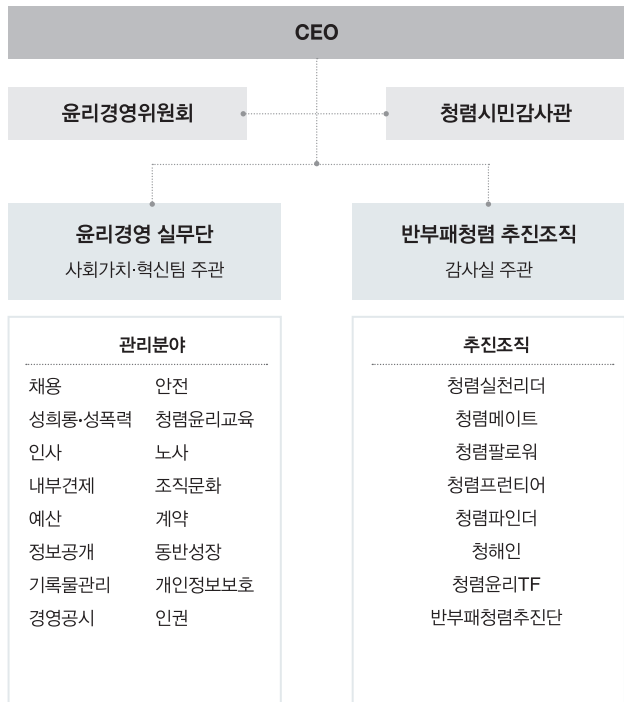 CEO
윤리경영위원회
청렴시민감사관
윤리경영 실무단
사회가치·혁신팀 주관
반부패청렴 추진조직
감사실 주관
관리분야
채용 안전
성희롱·성폭력 청렴윤리교육
인사 노사
내부견제 조직문화
예산 계약
정보공개 동반성장
기록물관리 개인정보보호
경영공시 인권
추진조직
청렴실천리더
청렴메이트
청렴팔로워
청렴프런티어
청렴파인더
청해인
청렴윤리TF
반부패청렴추진단